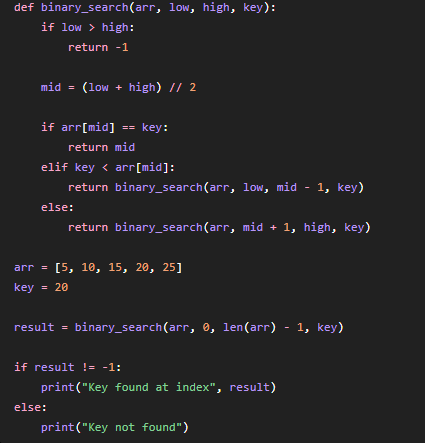 def binary_search(arr, low, high, key):
    if low > high:
        return -1

    mid = (low + high) // 2

    if arr[mid] == key:
        return mid
    elif key < arr[mid]:
        return binary_search(arr, low, mid - 1, key)
    else:
        return binary_search(arr, mid + 1, high, key)

arr = [5, 10, 15, 20, 25]
key = 20

result = binary_search(arr, 0, len(arr) - 1, key)

if result != -1:
    print("Key found at index", result)
else:
    print("Key not found")